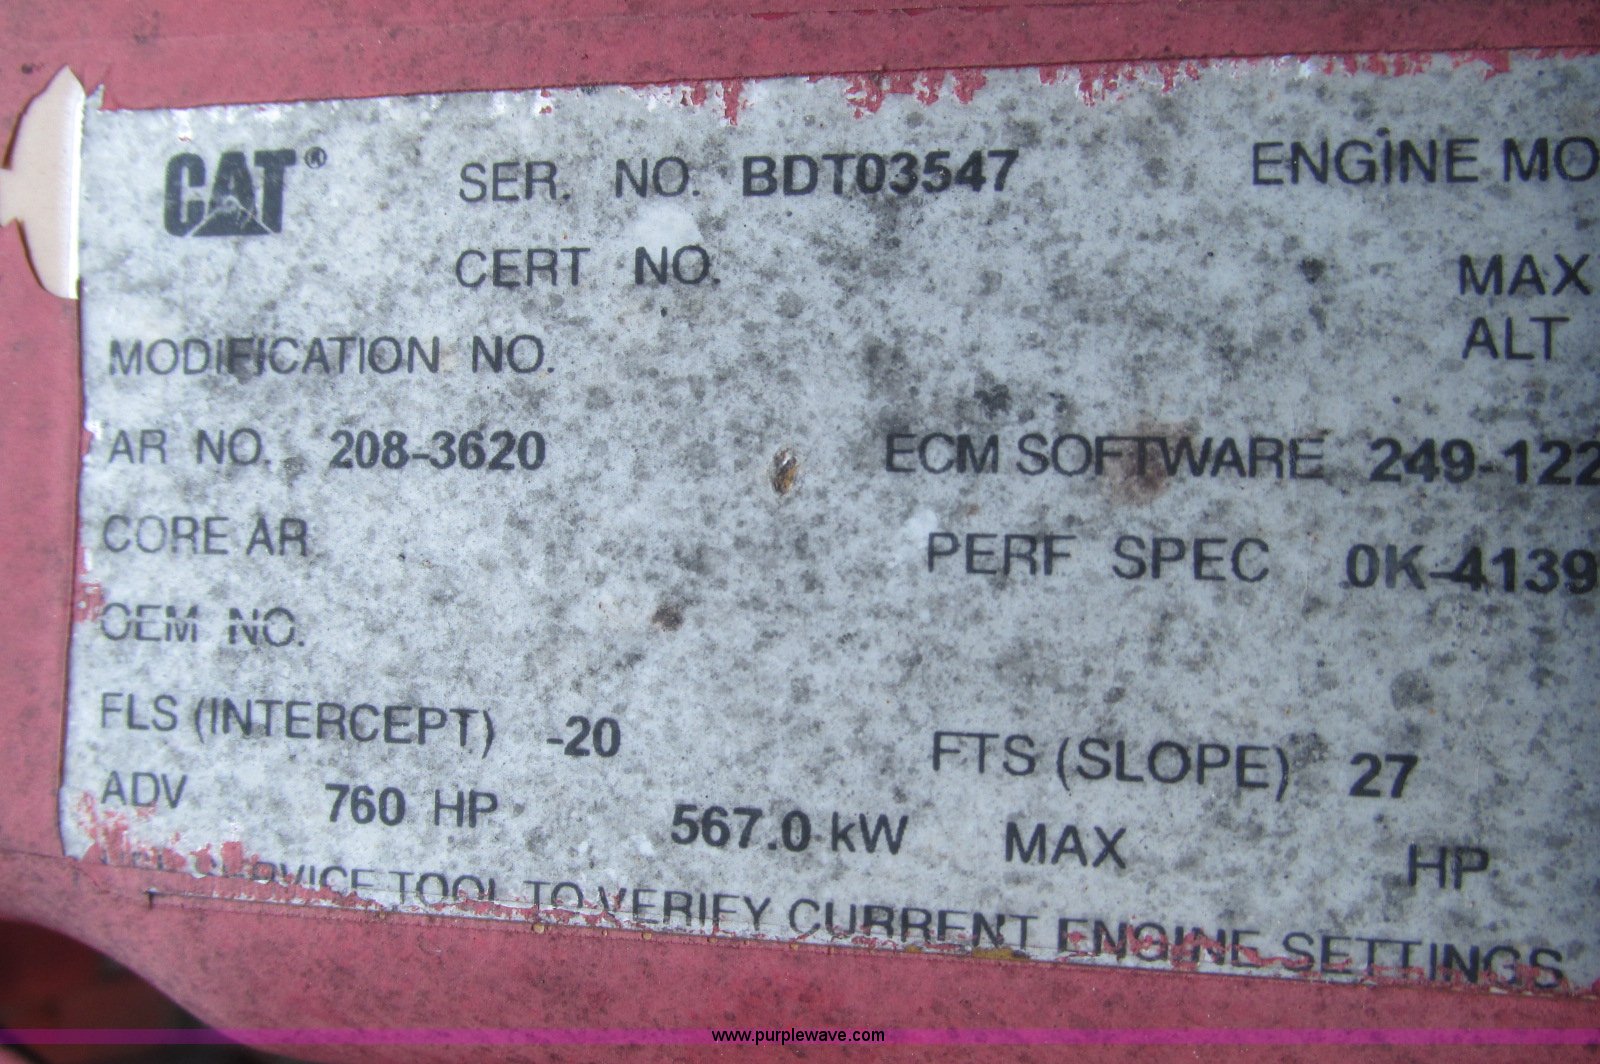 CAT® SER. NO. BDT03547 ENGINE MO
CERT NO. MAX
MODIFICATION NO. ALT
AR NO. 208-3620 ECM SOFTWARE 249-122
CORE AR PERF SPEC 0K-4139
OEM NO.
FLS (INTERCEPT) -20 FTS (SLOPE) 27
ADV 760 HP 567.0 kW MAX HP
SERVICE TOOL TO VERIFY CURRENT ENGINE SETTINGS
www.purplewave.com